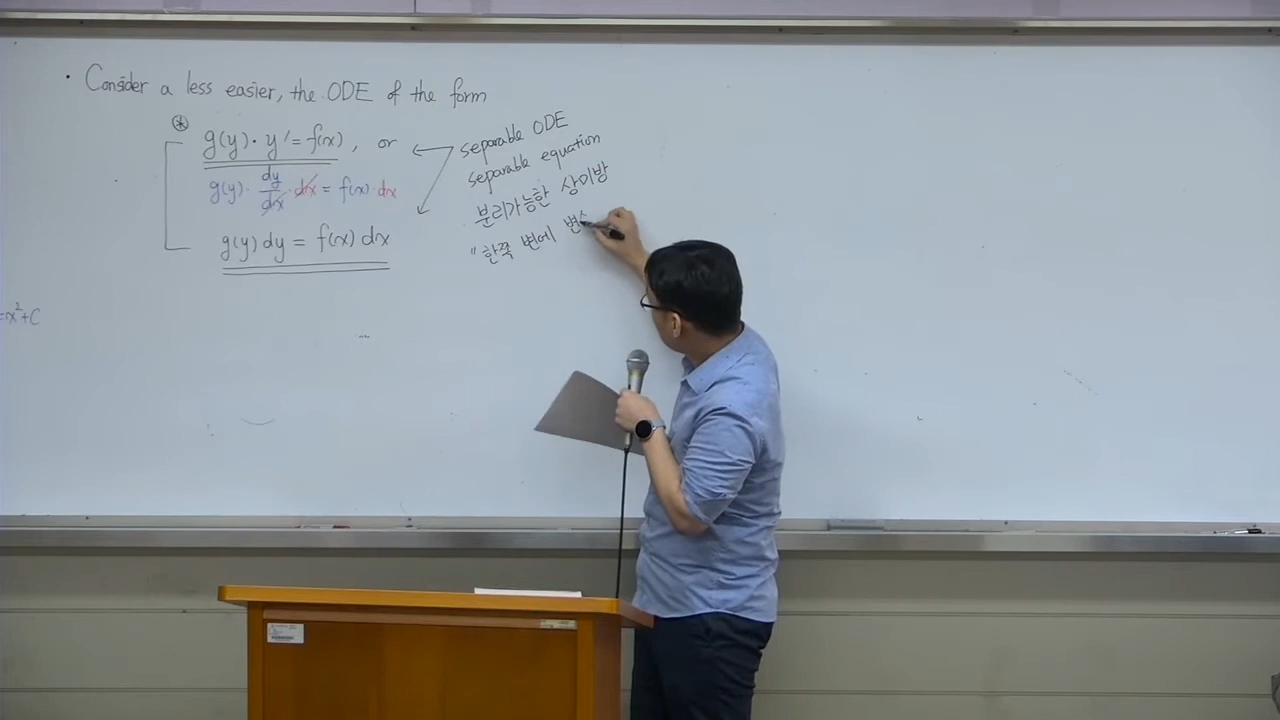 · Consider a less easier, the ODE of the form
⊛
g(y)· y' = f(x), or
g(y)· dy/dx · dx = f(x)· dx
g(y) dy = f(x) dx
separable ODE
separable equation
분리가능한 상미방
"한쪽 변에 변수
=x²+C